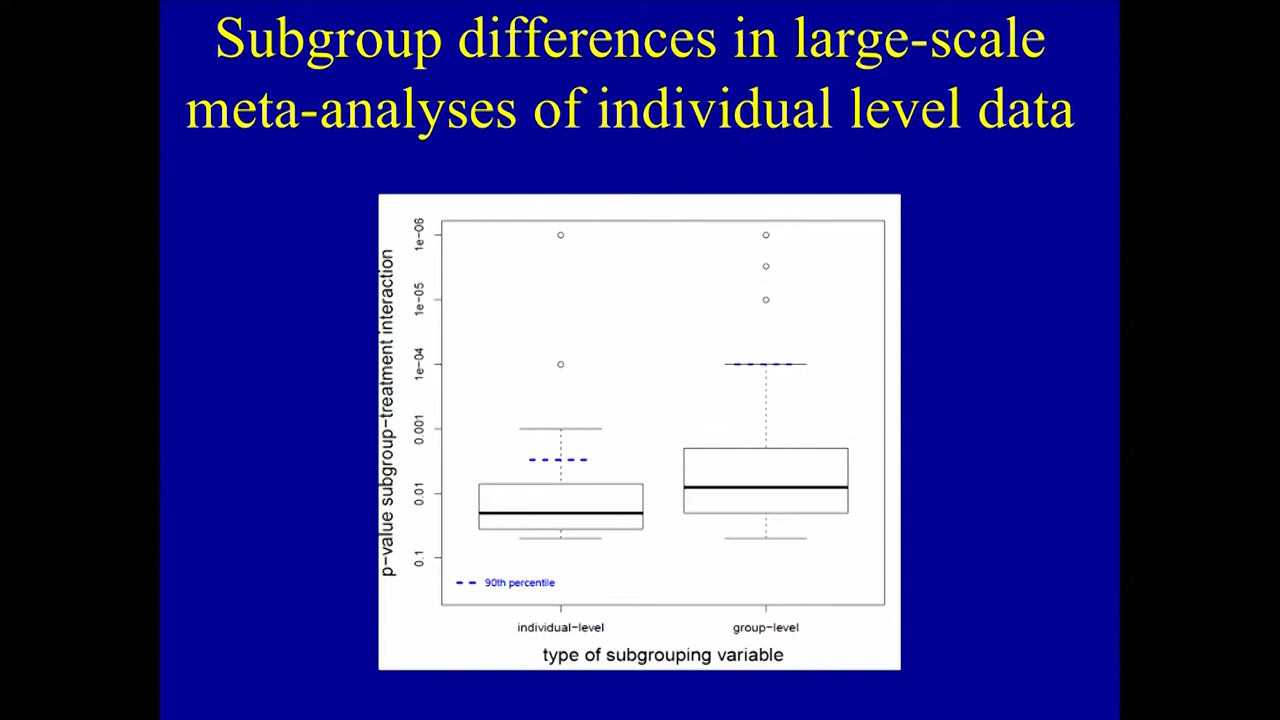 Subgroup differences in large-scale
meta-analyses of individual level data
p-value subgroup-treatment interaction
1e-06
1e-05
1e-04
0.001
0.01
0.1
90th percentile
individual-level
group-level
type of subgrouping variable